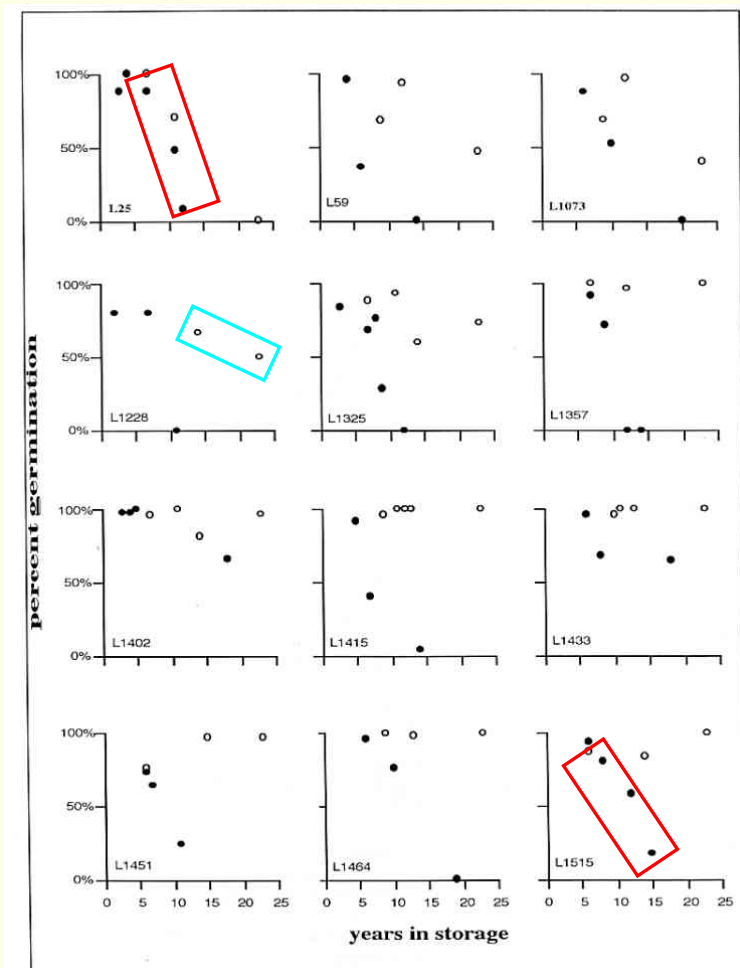 100%
50%
0%
L25
L59
L1073
100%
50%
0%
L1228
L1325
L1357
100%
50%
0%
L1402
L1415
L1433
100%
50%
0%
L1451
L1464
L1515
0 5 10 15 20 25
0 5 10 15 20 25
0 5 10 15 20 25
percent germination
years in storage